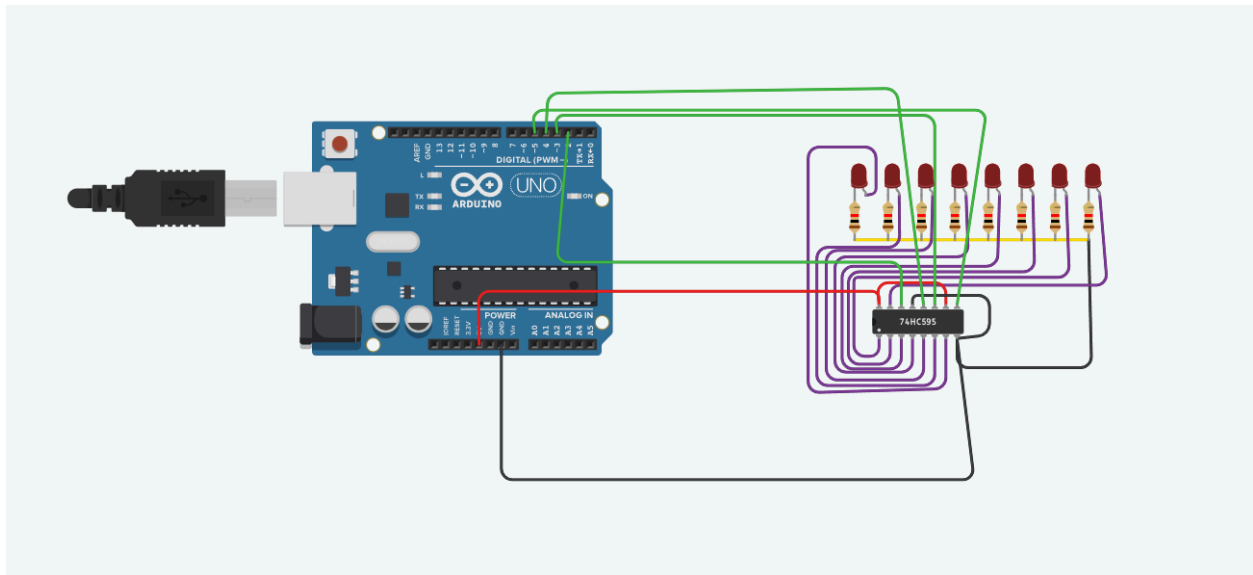 AREF
GND
13
12
~11
~10
~9
8
7
~6
~5
4
~3
2
TX→1
RX←0
DIGITAL (PWM ~)
L
TX
RX
ARDUINO
UNO
ON
74HC595
POWER
ANALOG IN
IOREF
RESET
3.3V
GND
GND
Vin
A0
A1
A2
A3
A4
A5